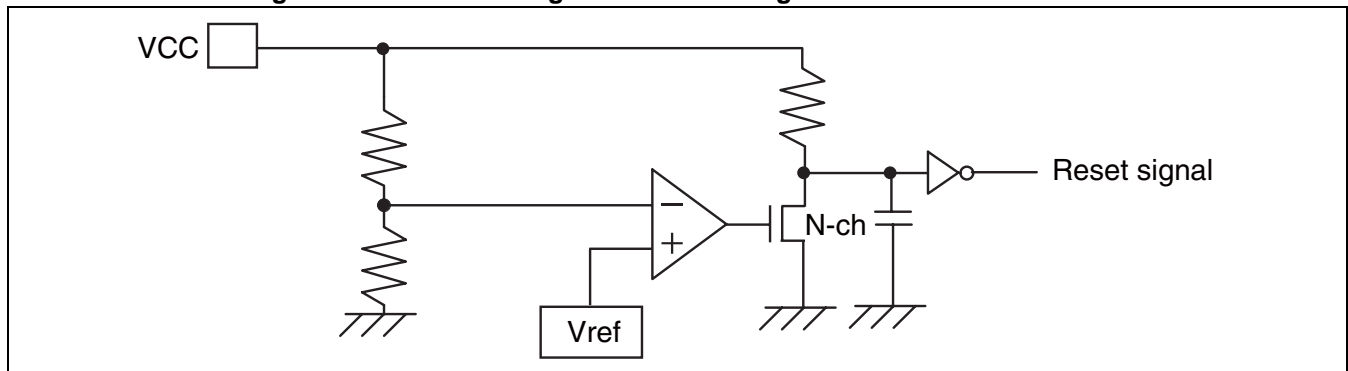 VCC
−
+
N-ch
Reset signal
Vref